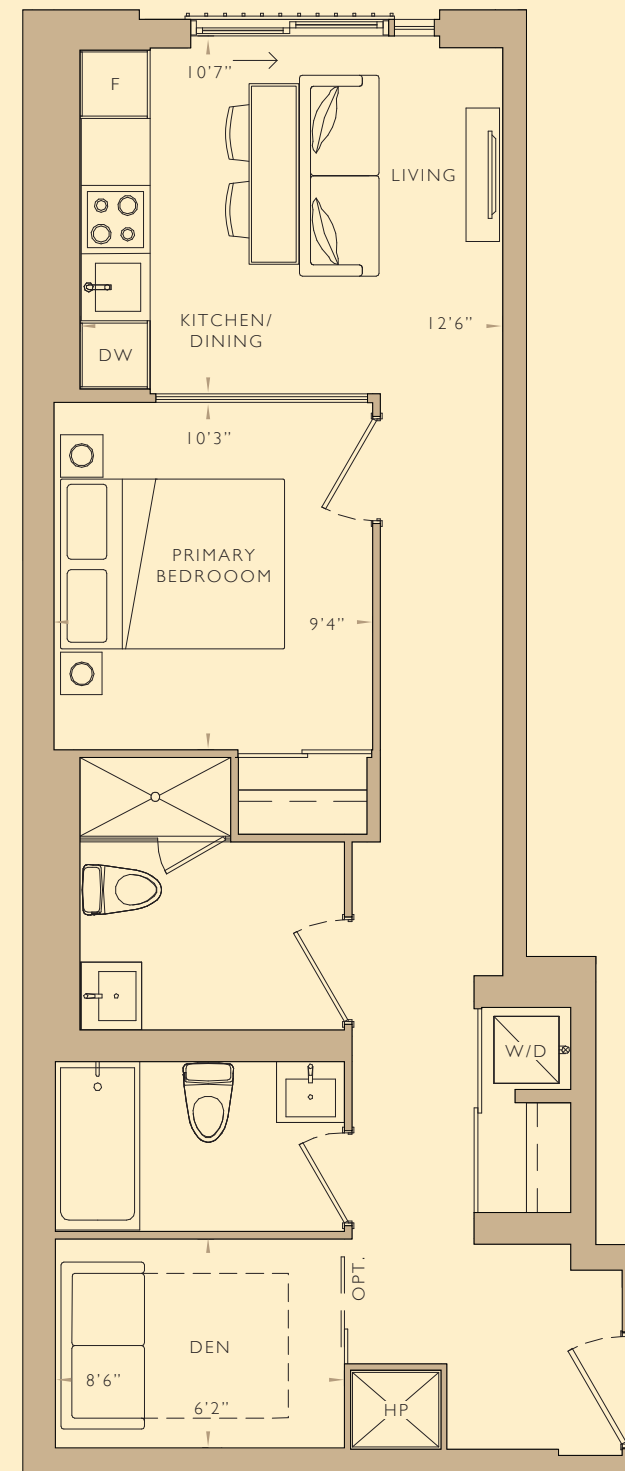 10'7”
F
LIVING
KITCHEN/
DINING
12'6”
DW
10'3”
PRIMARY
BEDROOOM
9'4”
W/D
OPT.
DEN
8'6”
6'2”
HP